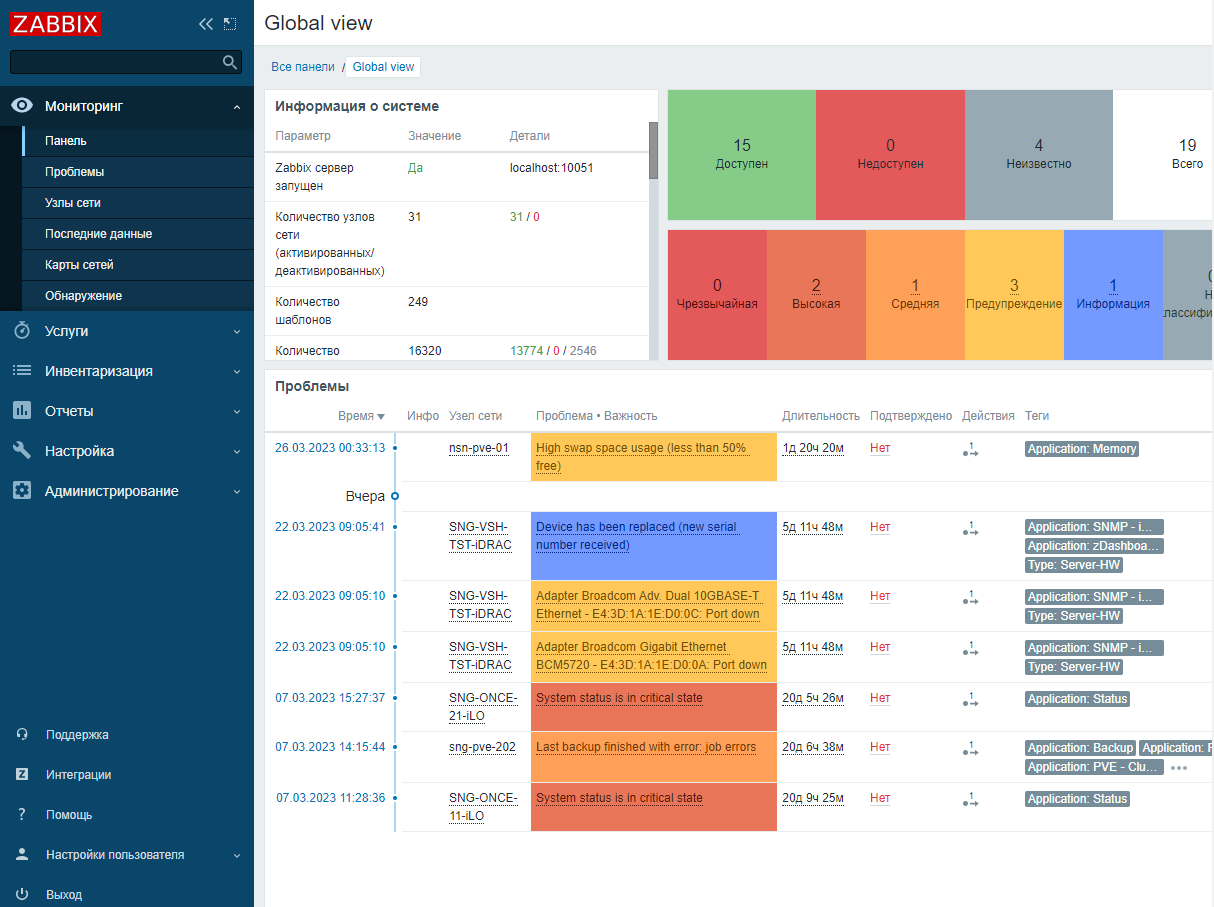 ZABBIX
Global view
Все панели / Global view
Мониторинг
Панель
Проблемы
Узлы сети
Последние данные
Карты сетей
Обнаружение
Услуги
Инвентаризация
Отчеты
Настройка
Администрирование
Поддержка
Интеграции
Помощь
Настройки пользователя
Выход
Информация о системе
Параметр Значение Детали
Zabbix сервер Да localhost:10051
запущен
Количество узлов 31 31 / 0
сети
(активированных/
деактивированных)
Количество 249
шаблонов
Количество 16320 13774 / 0 / 2546
15 0 4 19
Доступен Недоступен Неизвестно Всего
0 2 1 3 1
Чрезвычайная Высокая Средняя Предупреждение Информация
Проблемы
Время Инфо Узел сети Проблема • Важность Длительность Подтверждено Действия Теги
26.03.2023 00:33:13 nsn-pve-01 High swap space usage (less than 50% 1д 20ч 20м Нет 1 Application: Memory
free)
Вчера
22.03.2023 09:05:41 SNG-VSH- Device has been replaced (new serial 5д 11ч 48м Нет 1 Application: SNMP - i...
TST-iDRAC number received) Application: zDashboa...
Type: Server-HW
22.03.2023 09:05:10 SNG-VSH- Adapter Broadcom Adv. Dual 10GBASE-T 5д 11ч 48м Нет 1 Application: SNMP - i...
TST-iDRAC Ethernet - E4:3D:1A:1E:D0:0C: Port down Type: Server-HW
22.03.2023 09:05:10 SNG-VSH- Adapter Broadcom Gigabit Ethernet 5д 11ч 48м Нет 1 Application: SNMP - i...
TST-iDRAC BCM5720 - E4:3D:1A:1E:D0:0A: Port down Type: Server-HW
07.03.2023 15:27:37 SNG-ONCE- System status is in critical state 20д 5ч 26м Нет 1 Application: Status
21-iLO
07.03.2023 14:15:44 sng-pve-202 Last backup finished with error: job errors 20д 6ч 38м Нет 1 Application: Backup Application:
Application: PVE - Clu... •••
07.03.2023 11:28:36 SNG-ONCE- System status is in critical state 20д 9ч 25м Нет 1 Application: Status
11-iLO